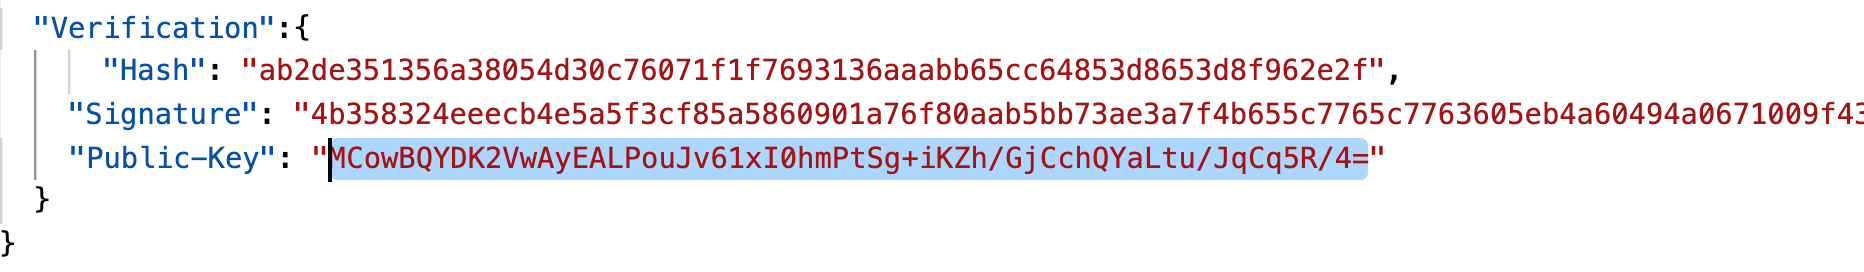 "Verification":{
"Hash": "ab2de351356a38054d30c76071f1f7693136aaabb65cc64853d8653d8f962e2f",
"Signature": "4b358324eeecb4e5a5f3cf85a5860901a76f80aab5bb73ae3a7f4b655c7765c7763605eb4a60494a0671009f43
"Public-Key": "MCowBQYDK2VwAyEALPouJv61xI0hmPtSg+iKZh/GjCchQYaLtu/JqCq5R/4="
}
}